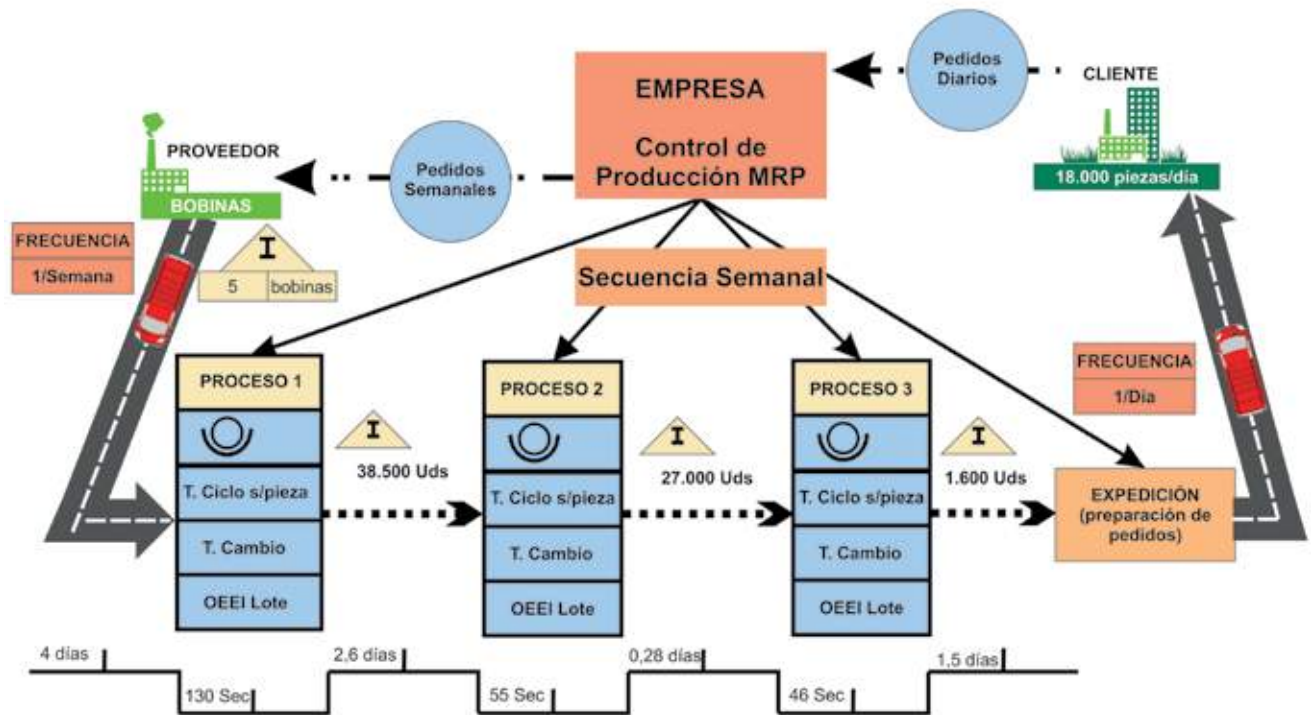 Pedidos
Diarios
CLIENTE
EMPRESA
Control de
Producción MRP
PROVEEDOR
BOBINAS
Pedidos
Semanales
18.000 piezas/día
FRECUENCIA
1/Semana
I
5 bobinas
Secuencia Semanal
FRECUENCIA
1/Día
PROCESO 1
T. Ciclo s/pieza
T. Cambio
OEEI Lote
I
38.500 Uds
PROCESO 2
T. Ciclo s/pieza
T. Cambio
OEEI Lote
I
27.000 Uds
PROCESO 3
T. Ciclo s/pieza
T. Cambio
OEEI Lote
I
1.600 Uds
EXPEDICIÓN
(preparación de
pedidos)
4 días
130 Sec
2,6 días
55 Sec
0,28 días
46 Sec
1,5 días